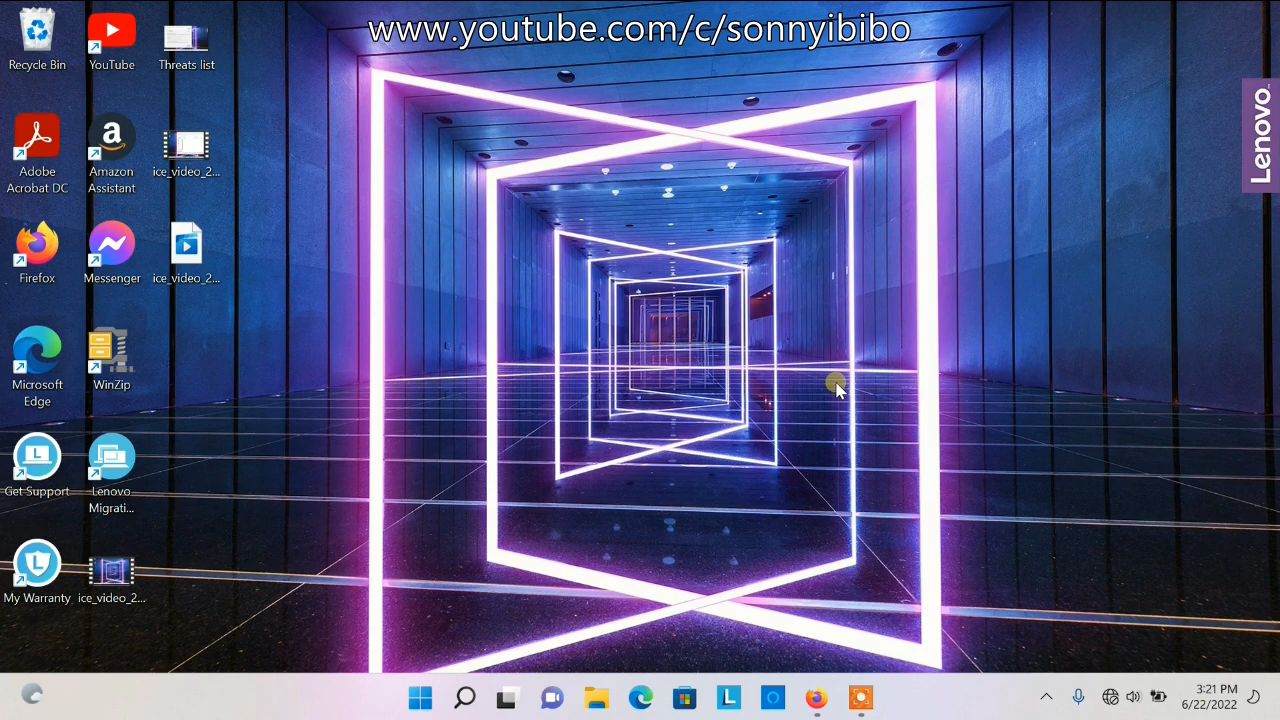 www.youtube.com/c/sonnyibibo
Recycle Bin
YouTube
Threats list
Lenovo
Adobe
Acrobat DC
Amazon
Assistant
ice_video_2...
Firefox
Messenger
ice_video_2...
Microsoft
Edge
WinZip
Get Support
Lenovo
Migrati...
My Warranty
ice_video_2...
3:21 PM
6/22/2022